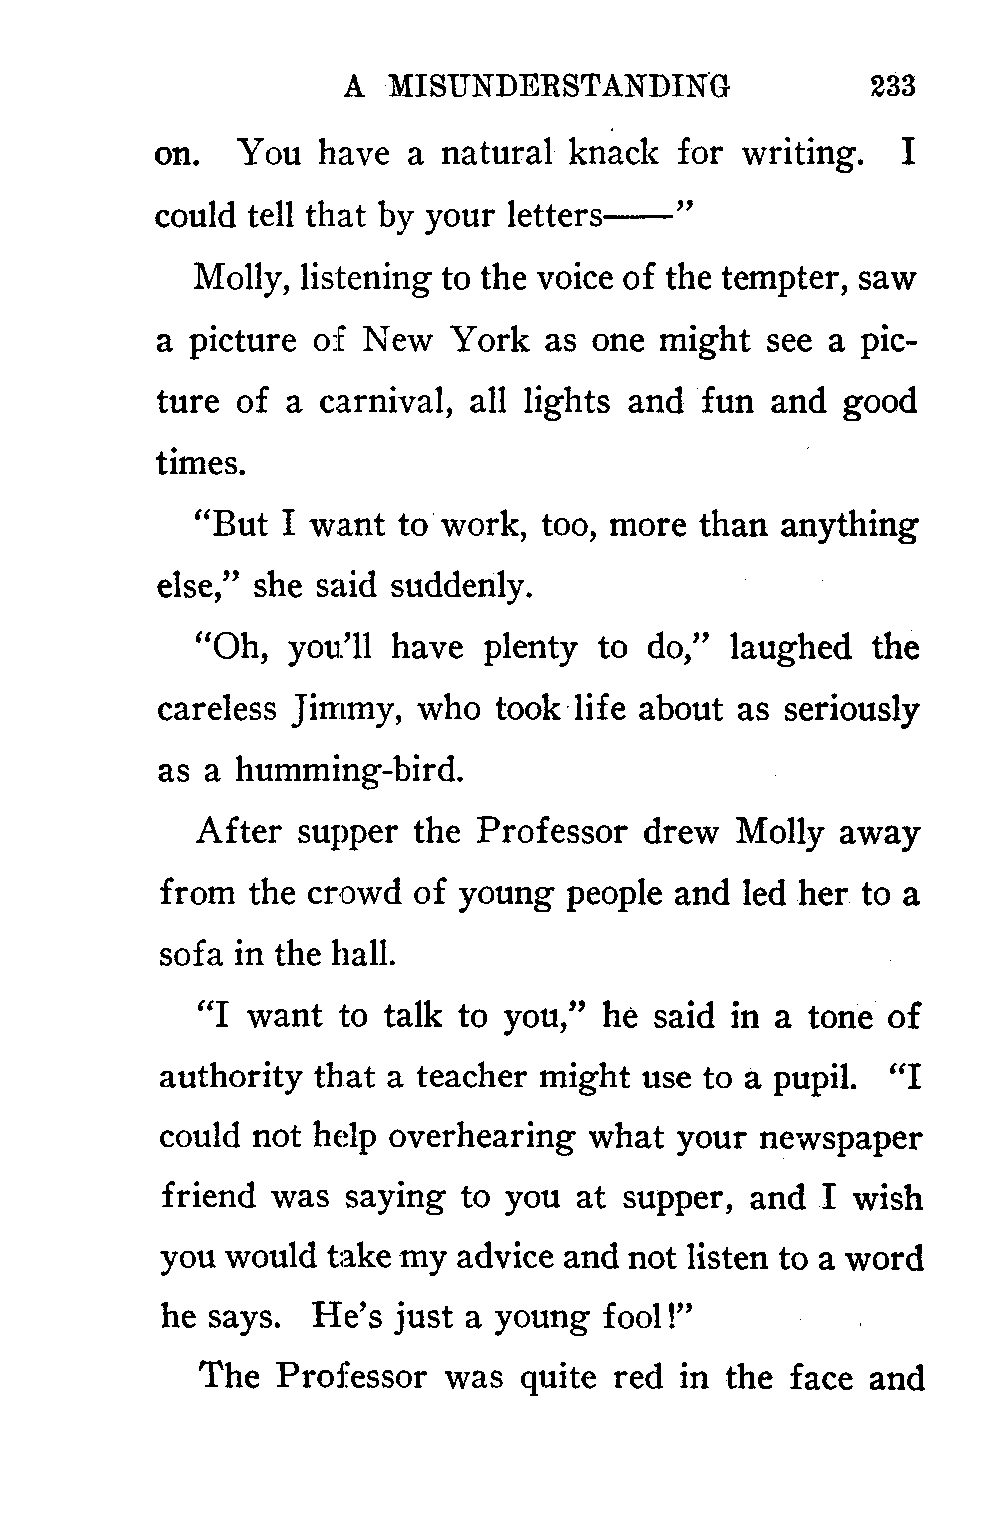 A MISUNDERSTANDING 233
on. You have a natural knack for writing. I
could tell that by your letters——”
Molly, listening to the voice of the tempter, saw
a picture of New York as one might see a pic-
ture of a carnival, all lights and fun and good
times.
“But I want to work, too, more than anything
else,” she said suddenly.
“Oh, you’ll have plenty to do,” laughed the
careless Jimmy, who took life about as seriously
as a humming-bird.
After supper the Professor drew Molly away
from the crowd of young people and led her to a
sofa in the hall.
“I want to talk to you,” he said in a tone of
authority that a teacher might use to a pupil. “I
could not help overhearing what your newspaper
friend was saying to you at supper, and I wish
you would take my advice and not listen to a word
he says. He’s just a young fool!”
The Professor was quite red in the face and